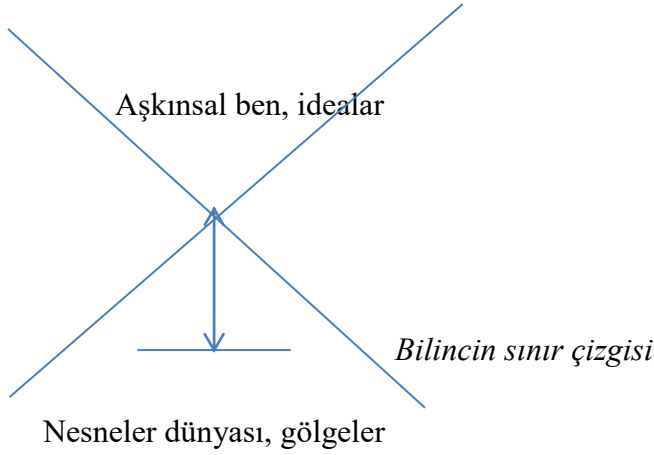 Aşkınsal ben, idealar
Bilincin sınır çizgisi
Nesneler dünyası, gölgeler